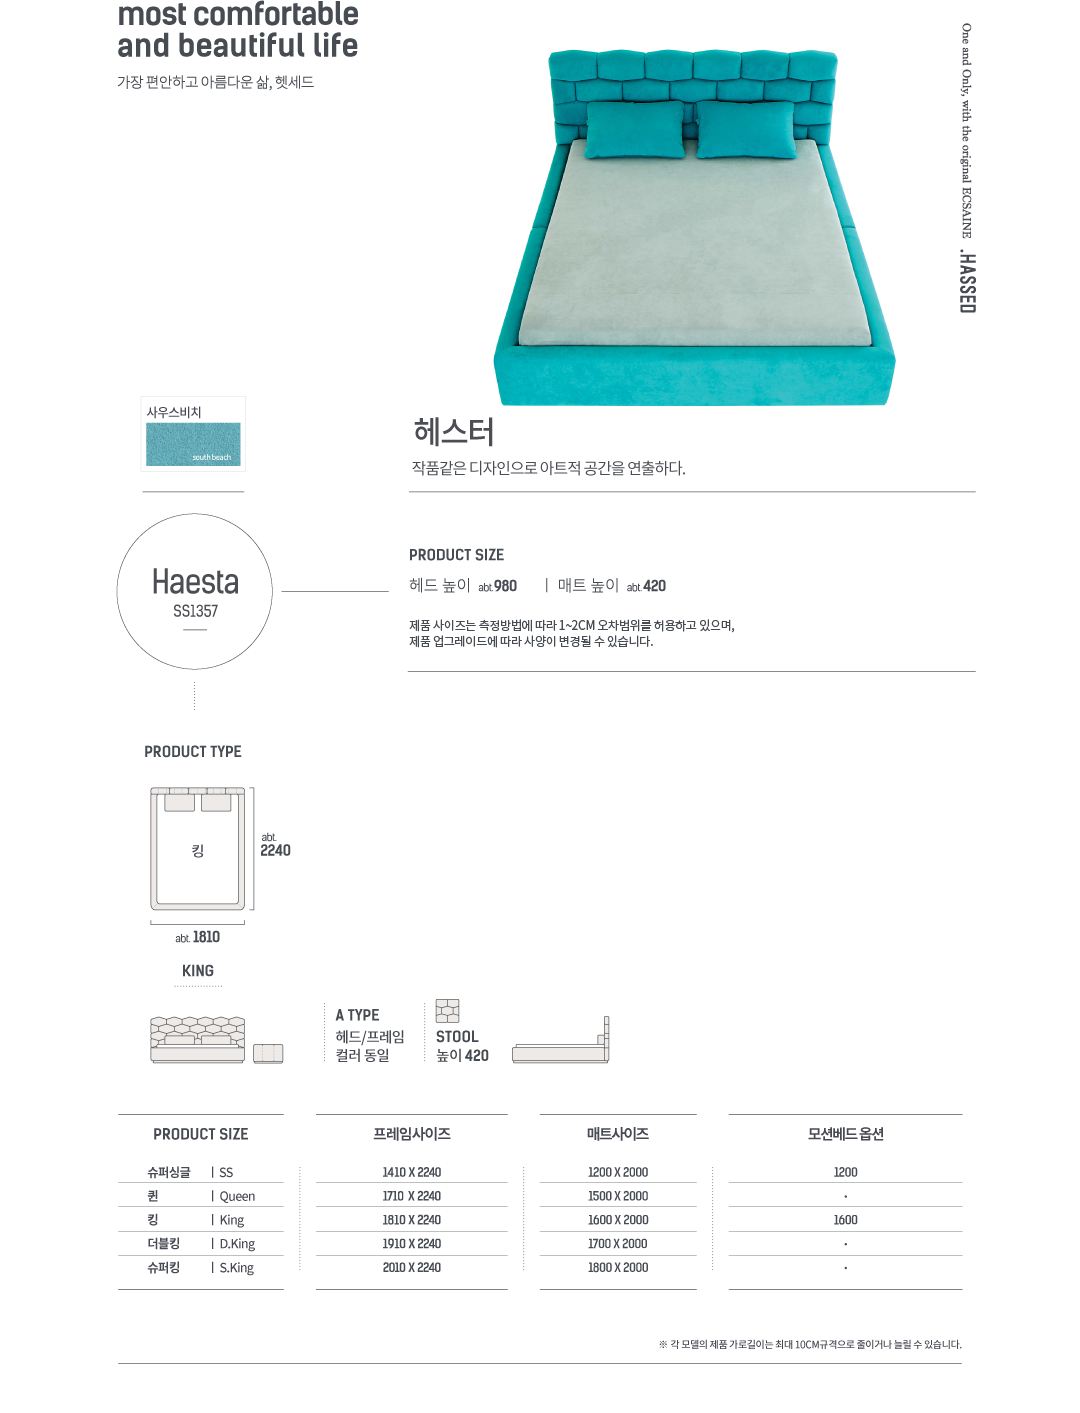 most comfortable
and beautiful life
가장 편안하고 아름다운 삶, 헷세드
One and Only, with the original ECSAINE .HASSED
사우스비치
south beach
헤스터
작품같은 디자인으로 아트적 공간을 연출하다.
Haesta
SS1357
PRODUCT SIZE
헤드 높이 abt.980 | 매트 높이 abt.420
제품 사이즈는 측정방법에 따라 1~2CM 오차범위를 허용하고 있으며,
제품 업그레이드에 따라 사양이 변경될 수 있습니다.
PRODUCT TYPE
킹
abt.
2240
abt. 1810
KING
A TYPE
헤드/프레임
컬러 동일
STOOL
높이 420
PRODUCT SIZE 프레임사이즈 매트사이즈 모션베드 옵션
슈퍼싱글 | SS 1410 X 2240 1200 X 2000 1200
퀸 | Queen 1710 X 2240 1500 X 2000 -
킹 | King 1810 X 2240 1600 X 2000 1600
더블킹 | D.King 1910 X 2240 1700 X 2000 -
슈퍼킹 | S.King 2010 X 2240 1800 X 2000 -
※ 각 모델의 제품 가로길이는 최대 10CM규격으로 줄이거나 늘릴 수 있습니다.